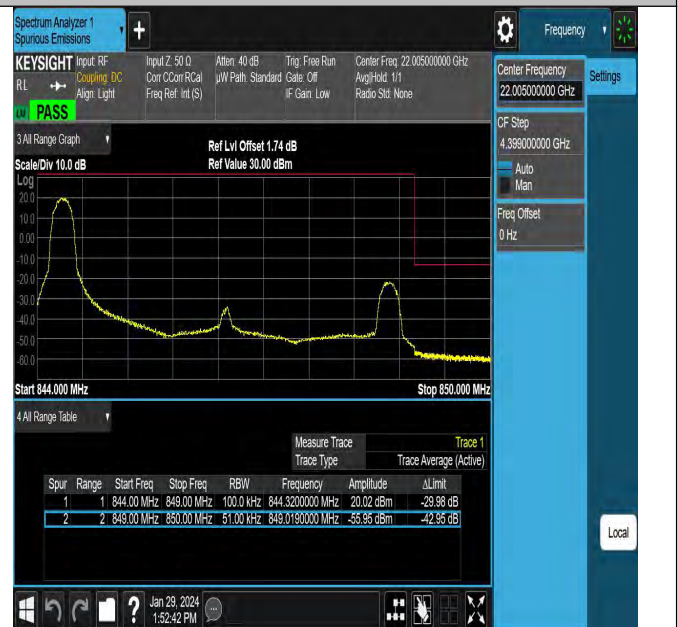 Spectrum Analyzer 1
Spurious Emissions
+
Frequency
KEYSIGHT Input: RF Input Z: 50 Ω Atten: 40 dB Trig: Free Run Center Freq: 22.005000000 GHz
RL Coupling: DC Corr CCorr RCal µW Path: Standard Gate: Off Avg|Hold: 1/1
Align: Light Freq Ref: Int (S) IF Gain: Low Radio Std: None
LM PASS
Center Frequency
22.005000000 GHz
Settings
CF Step
4.399000000 GHz
Auto
Man
Freq Offset
0 Hz
3 All Range Graph
Ref Lvl Offset 1.74 dB
Scale/Div 10.0 dB Ref Value 30.00 dBm
Log
20.0
10.0
0.00
-10.0
-20.0
-30.0
-40.0
-50.0
-60.0
Start 844.000 MHz Stop 850.000 MHz
4 All Range Table
Measure Trace Trace 1
Trace Type Trace Average (Active)
Spur Range Start Freq Stop Freq RBW Frequency Amplitude ΔLimit
1 1 844.00 MHz 849.00 MHz 100.0 kHz 844.3200000 MHz 20.02 dBm -29.98 dB
2 2 849.00 MHz 850.00 MHz 51.00 kHz 849.0190000 MHz -55.95 dBm -42.95 dB
Local
? Jan 29, 2024
1:52:42 PM